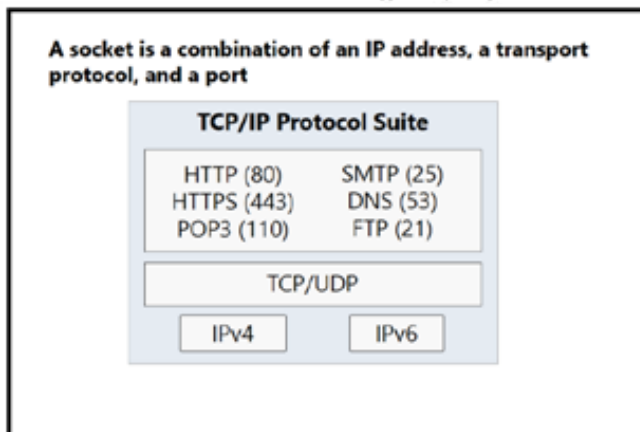 A socket is a combination of an IP address, a transport
protocol, and a port
TCP/IP Protocol Suite
HTTP (80) SMTP (25)
HTTPS (443) DNS (53)
POP3 (110) FTP (21)
TCP/UDP
IPv4 IPv6